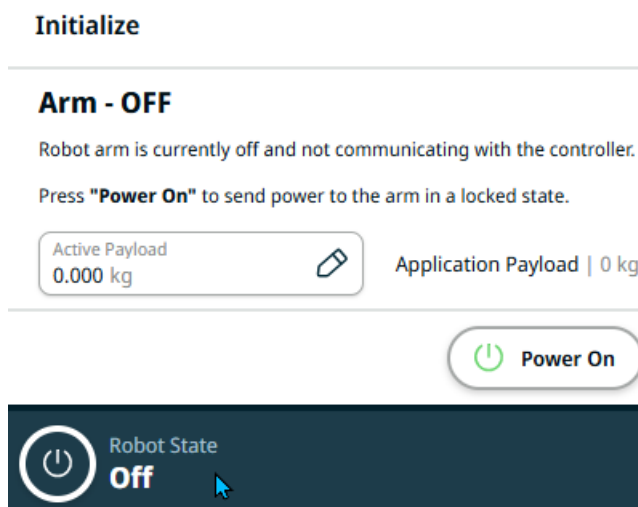 Initialize
Arm - OFF
Robot arm is currently off and not communicating with the controller.
Press "Power On" to send power to the arm in a locked state.
Active Payload
0.000 kg
Application Payload | 0 kg
Power On
Robot State
Off